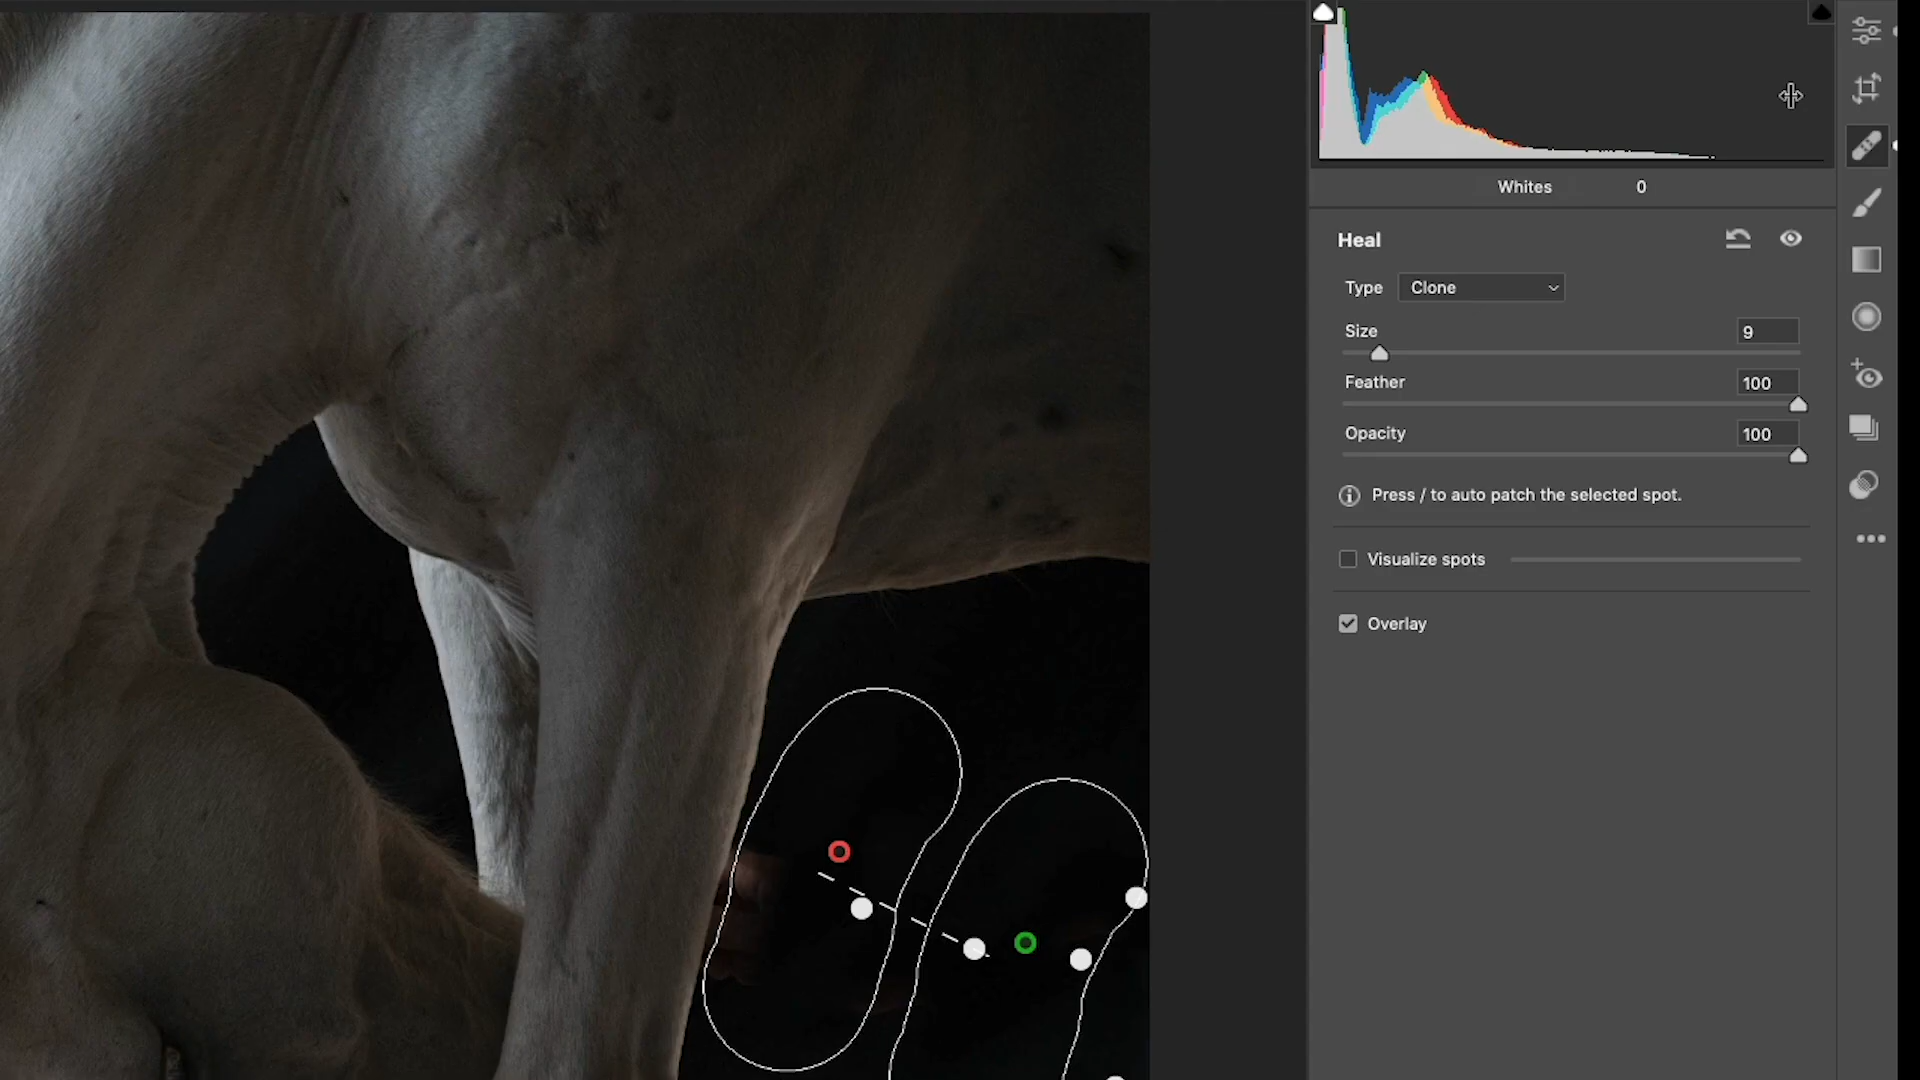 Whites 0
Heal
Type Clone
Size 9
Feather 100
Opacity 100
Press / to auto patch the selected spot.
Visualize spots
Overlay